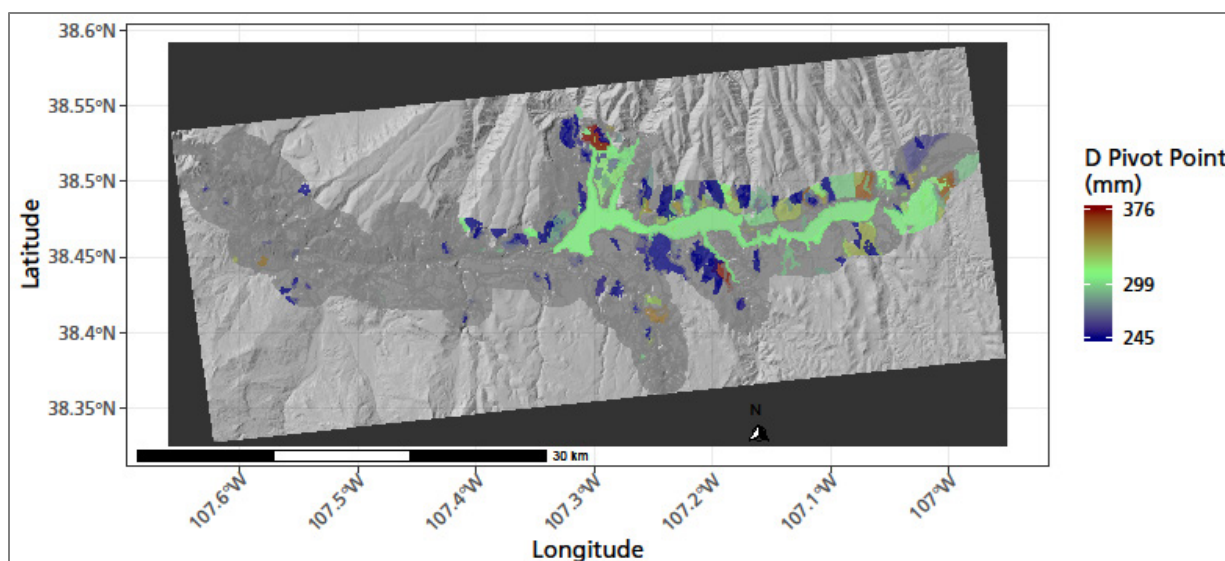 38.6°N
38.55°N
38.5°N
38.45°N
38.4°N
38.35°N
Latitude
N
30 km
107.6°W
107.5°W
107.4°W
107.3°W
107.2°W
107.1°W
107°W
Longitude
D Pivot Point
(mm)
376
299
245